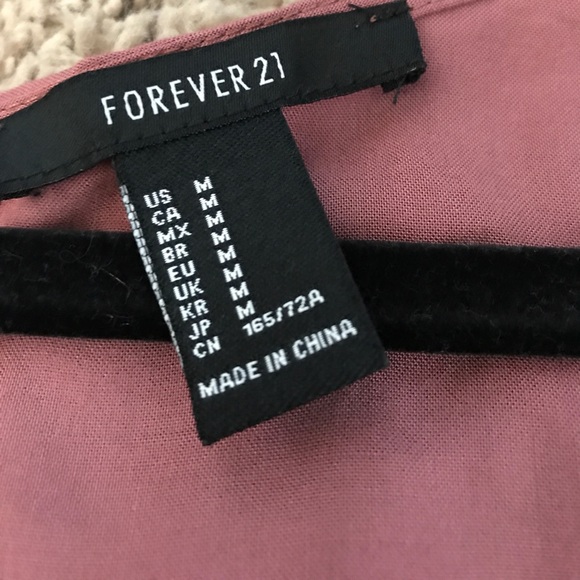 FOREVER 21
US M
CA M
MX M
BR M
EU M
UK M
KR M
JP M
CN 165/72A
MADE IN CHINA